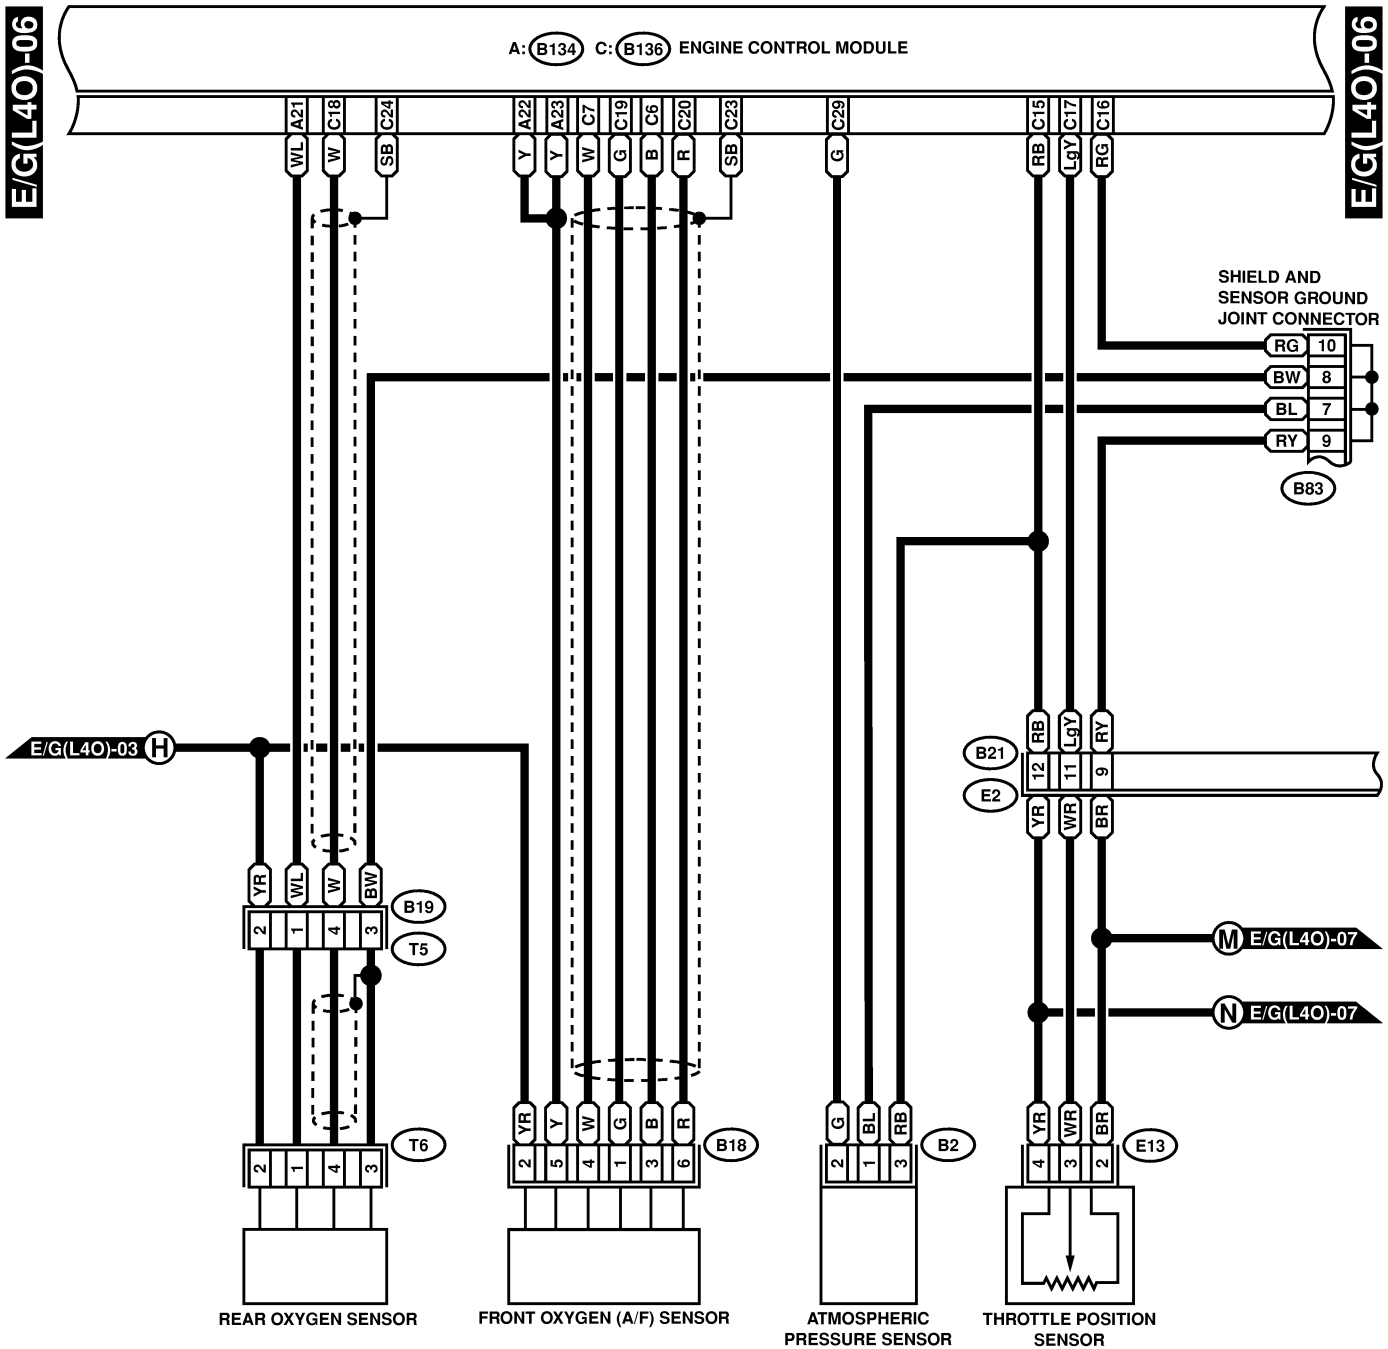 E/G(L4O)-06
A: B134 C: B136 ENGINE CONTROL MODULE
E/G(L4O)-06
A21 C18 C24 A22 A23 C7 C19 C6 C20 C23 C29 C15 C17 C16
WL W SB Y Y W G B R SB G RB LgY RG
SHIELD AND
SENSOR GROUND
JOINT CONNECTOR
RG 10
BW 8
BL 7
RY 9
B83
E/G(L4O)-03 H
RB LgY RY
B21
12 11 9
E2
YR WR BR
YR WL W BW
B19
2 1 4 3
T5
M E/G(L4O)-07
N E/G(L4O)-07
YR Y W G B R
G BL RB
YR WR BR
T6
2 1 4 3
B18
2 5 4 1 3 6
B2
2 1 3
E13
4 3 2
REAR OXYGEN SENSOR
FRONT OXYGEN (A/F) SENSOR
ATMOSPHERIC
PRESSURE SENSOR
THROTTLE POSITION
SENSOR